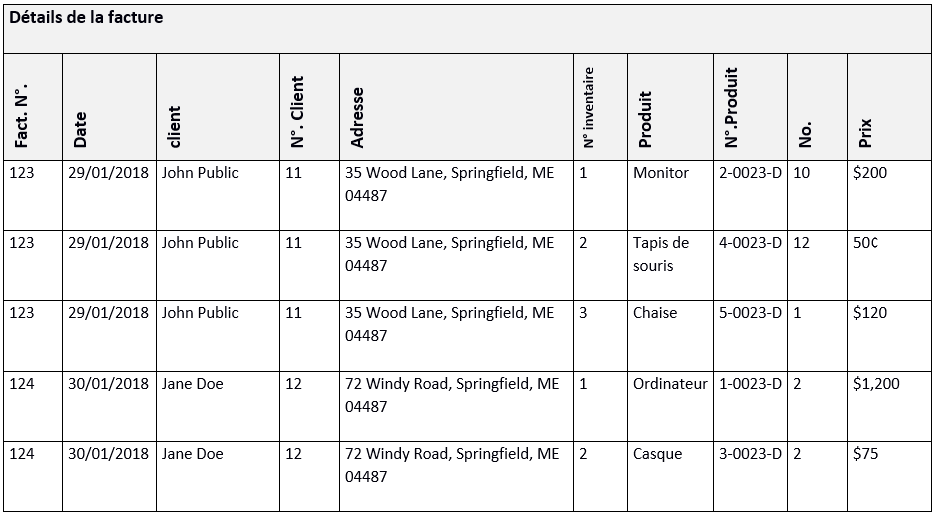 Détails de la facture
Fact. N°. Date client N°. Client Adresse N° inventaire Produit N°.Produit No. Prix
123 29/01/2018 John Public 11 35 Wood Lane, Springfield, ME 1 Monitor 2-0023-D 10 $200
04487
123 29/01/2018 John Public 11 35 Wood Lane, Springfield, ME 2 Tapis de 4-0023-D 12 50¢
04487 souris
123 29/01/2018 John Public 11 35 Wood Lane, Springfield, ME 3 Chaise 5-0023-D 1 $120
04487
124 30/01/2018 Jane Doe 12 72 Windy Road, Springfield, ME 1 Ordinateur 1-0023-D 2 $1,200
04487
124 30/01/2018 Jane Doe 12 72 Windy Road, Springfield, ME 2 Casque 3-0023-D 2 $75
04487